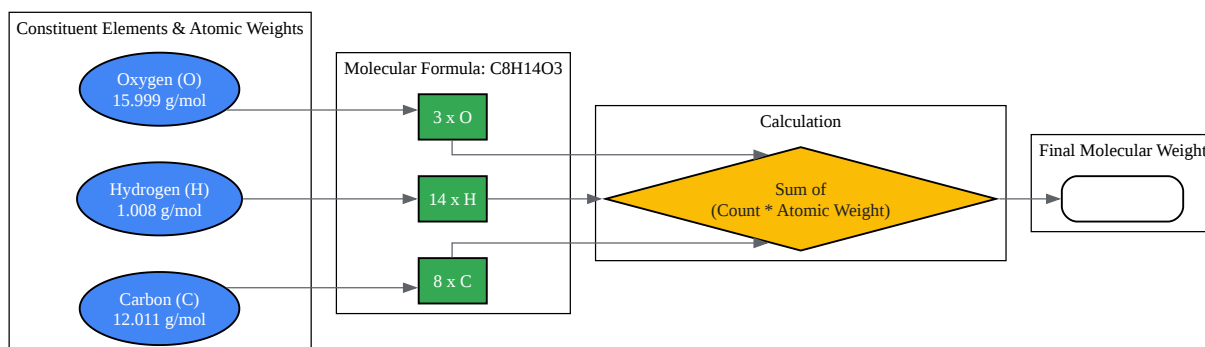 Constituent Elements & Atomic Weights
Oxygen (O)
15.999 g/mol
Hydrogen (H)
1.008 g/mol
Carbon (C)
12.011 g/mol
Molecular Formula: C8H14O3
3 x O
14 x H
8 x C
Calculation
Sum of
(Count * Atomic Weight)
Final Molecular Weight